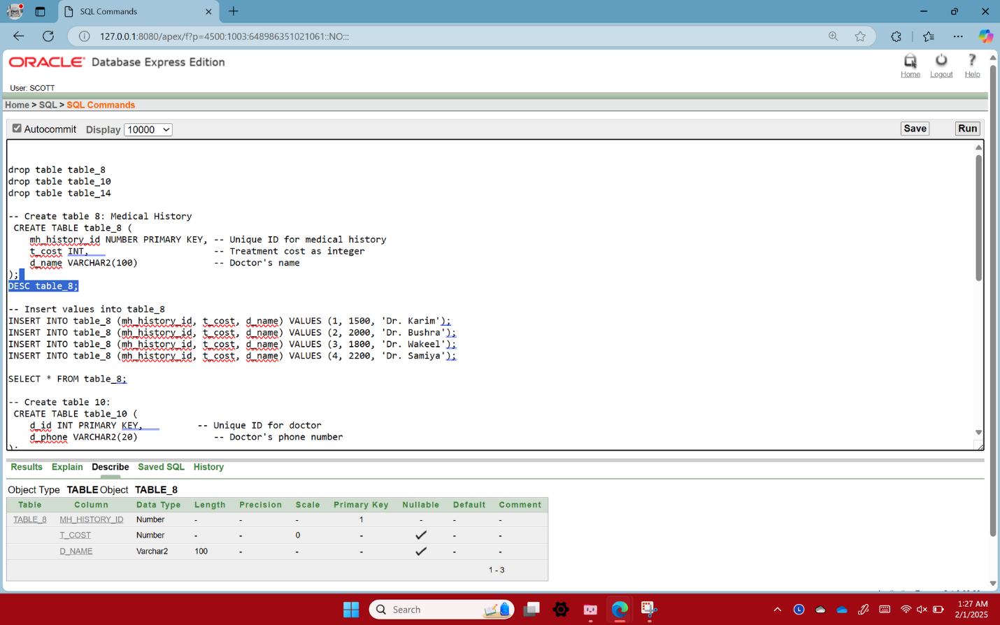 SQL Commands
127.0.0.1:8080/apex/f?p=4500:1003:648986351021061::NO:::
ORACLE Database Express Edition
Home Logout Help
User: SCOTT
Home > SQL > SQL Commands
Autocommit Display 10000 Save Run
drop table table_8
drop table table_10
drop table table_14
-- Create table 8: Medical History
CREATE TABLE table_8 (
mh_history_id NUMBER PRIMARY KEY, -- Unique ID for medical history
t_cost INT, -- Treatment cost as integer
d_name VARCHAR2(100) -- Doctor's name
);
DESC table_8;
-- Insert values into table_8
INSERT INTO table_8 (mh_history_id, t_cost, d_name) VALUES (1, 1500, 'Dr. Karim');
INSERT INTO table_8 (mh_history_id, t_cost, d_name) VALUES (2, 2000, 'Dr. Bushra');
INSERT INTO table_8 (mh_history_id, t_cost, d_name) VALUES (3, 1800, 'Dr. Wakeel');
INSERT INTO table_8 (mh_history_id, t_cost, d_name) VALUES (4, 2200, 'Dr. Samiya');
SELECT * FROM table_8;
-- Create table 10:
CREATE TABLE table_10 (
d_id INT PRIMARY KEY, -- Unique ID for doctor
d_phone VARCHAR2(20) -- Doctor's phone number
);
Results Explain Describe Saved SQL History
Object Type TABLE Object TABLE_8
Table Column Data Type Length Precision Scale Primary Key Nullable Default Comment
TABLE_8 MH_HISTORY_ID Number - - - 1 - - -
T_COST Number - - 0 - ✓ - -
D_NAME Varchar2 100 - - - ✓ - -
1 - 3
Search
1:27 AM
2/1/2025